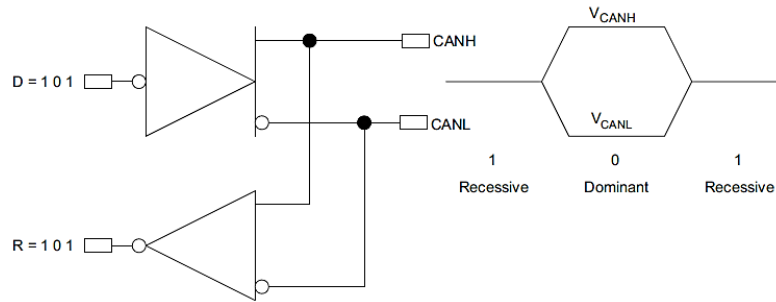 D = 1 0 1
CANH
CANL
R = 1 0 1
VCANH
VCANL
1 0 1
Recessive Dominant Recessive